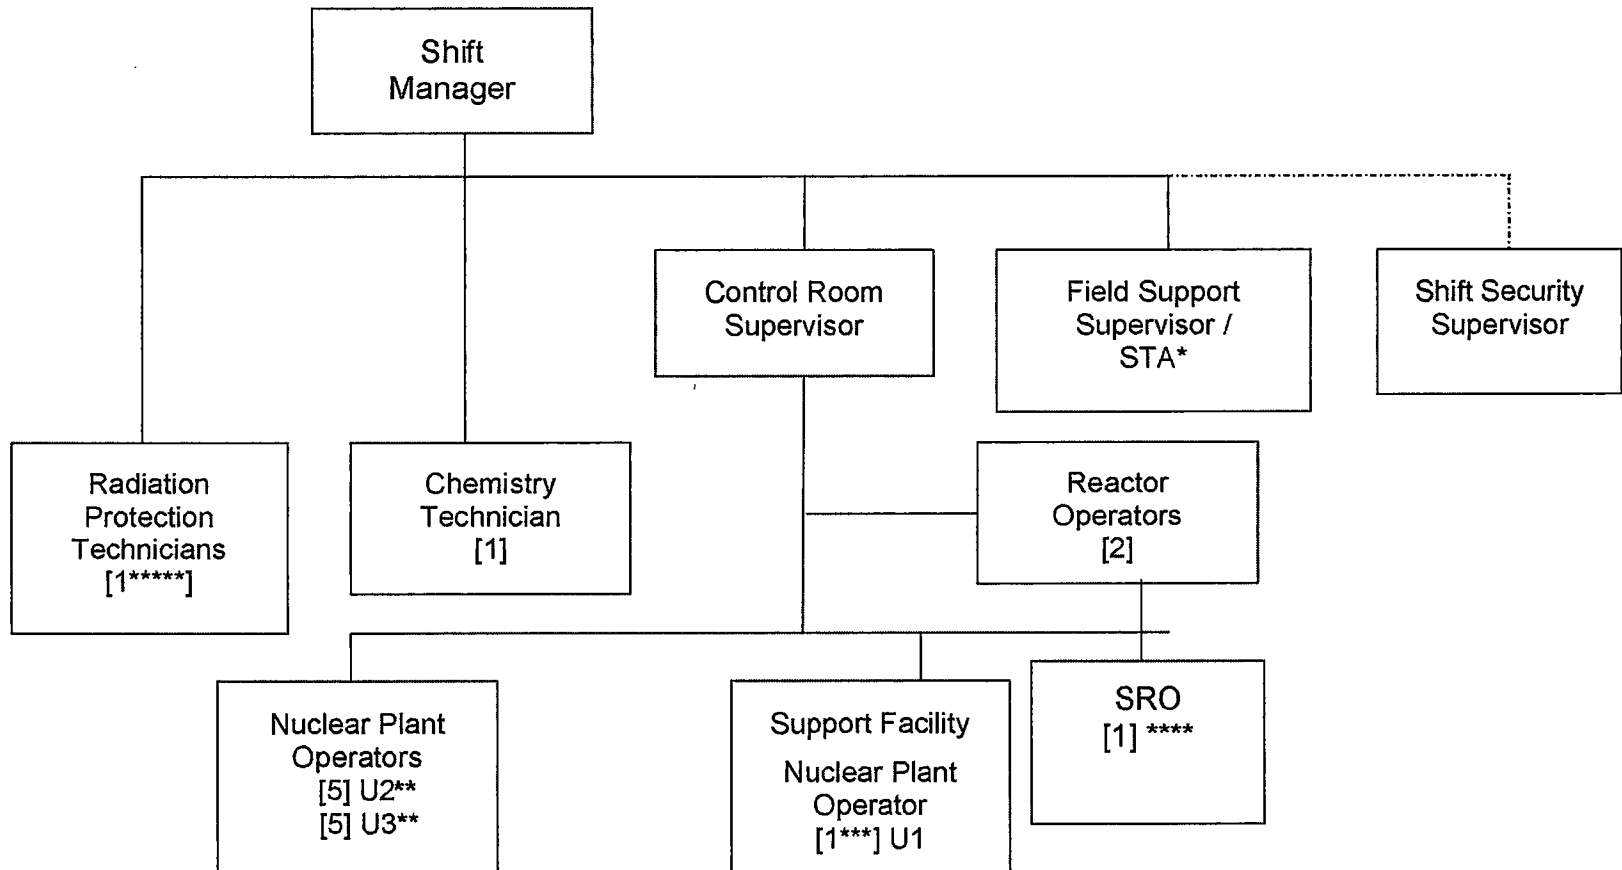 Shift
Manager
Control Room
Supervisor
Field Support
Supervisor /
STA*
Shift Security
Supervisor
Radiation
Protection
Technicians
[1*****]
Chemistry
Technician
[1]
Reactor
Operators
[2]
Nuclear Plant
Operators
[5] U2**
[5] U3**
Support Facility
Nuclear Plant
Operator
[1***] U1
SRO
[1] ****